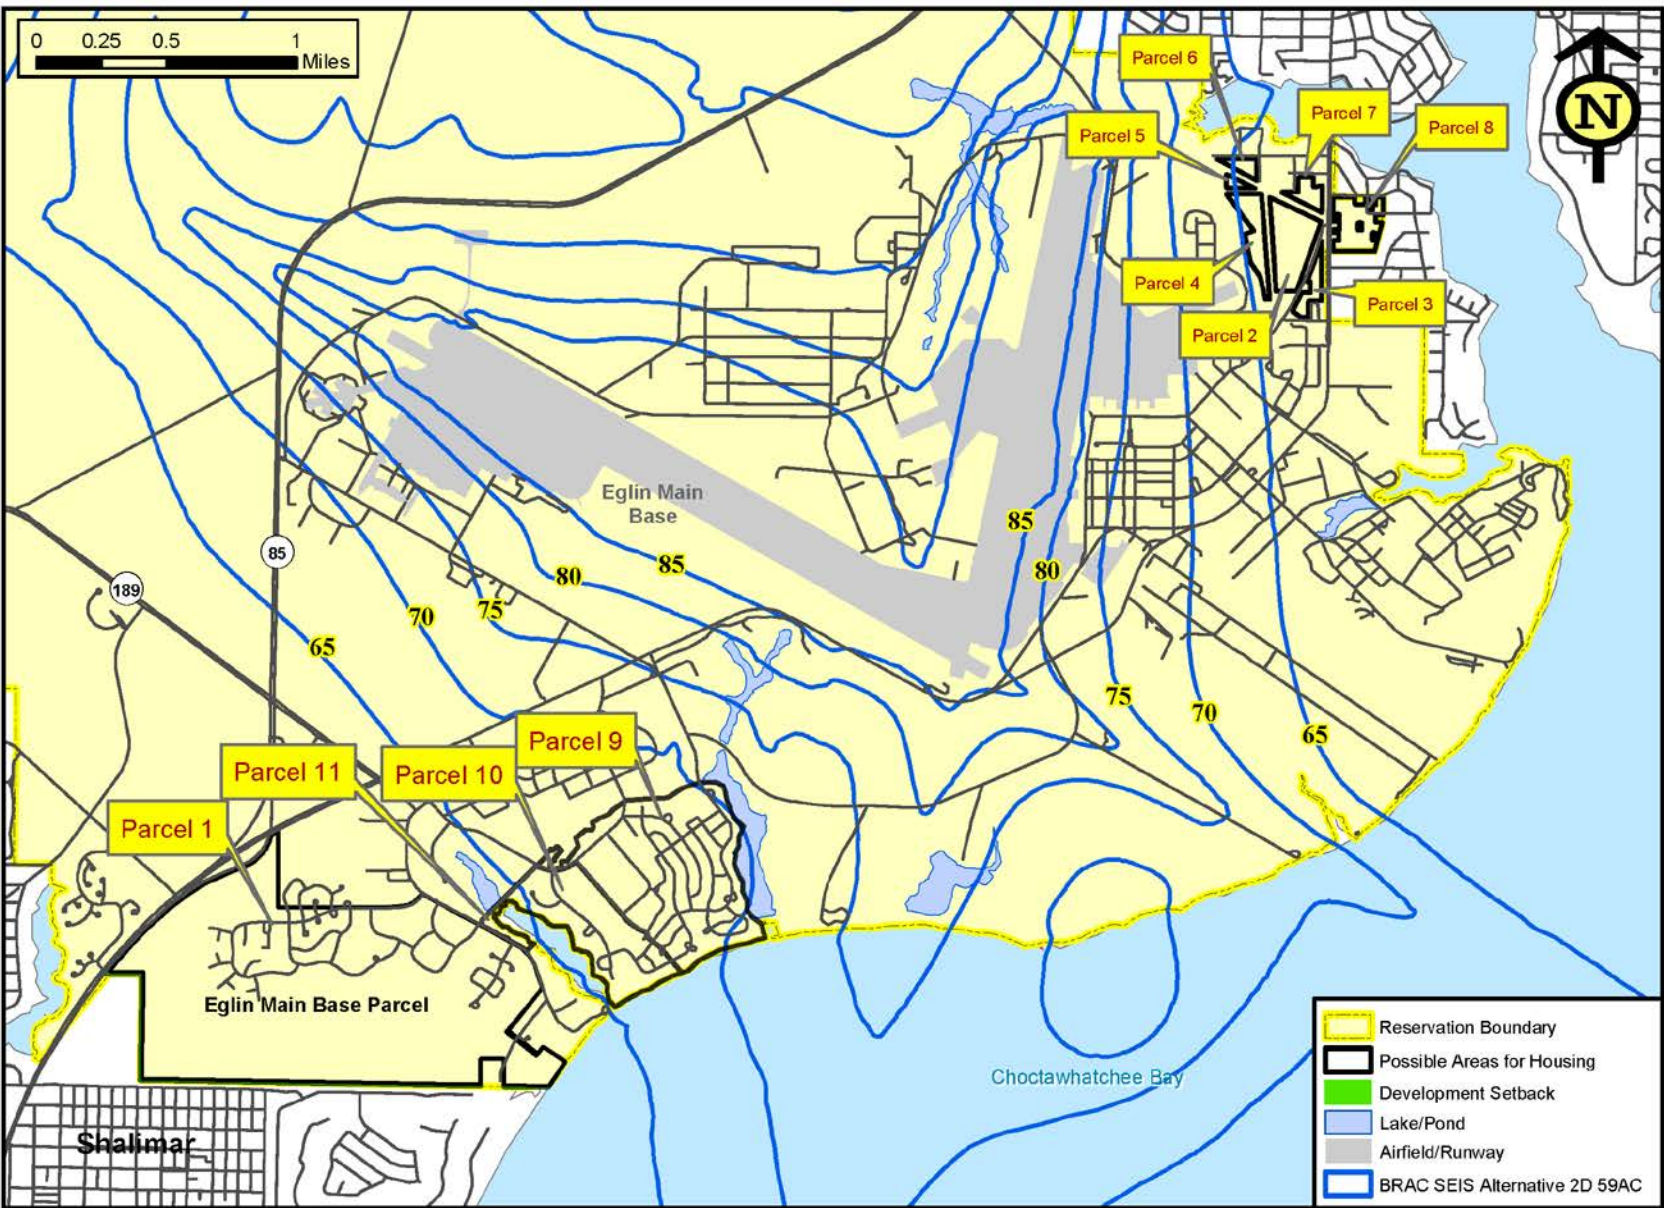 0 0.25 0.5 1
Miles
N
Parcel 6
Parcel 7
Parcel 8
Parcel 5
Parcel 4
Parcel 3
Parcel 2
Eglin Main
Base
85
80
85
80
85
189
70
75
65
75
70
65
Parcel 9
Parcel 11
Parcel 10
Parcel 1
Eglin Main Base Parcel
Choctawhatchee Bay
Shalimar
Reservation Boundary
Possible Areas for Housing
Development Setback
Lake/Pond
Airfield/Runway
BRAC SEIS Alternative 2D 59AC